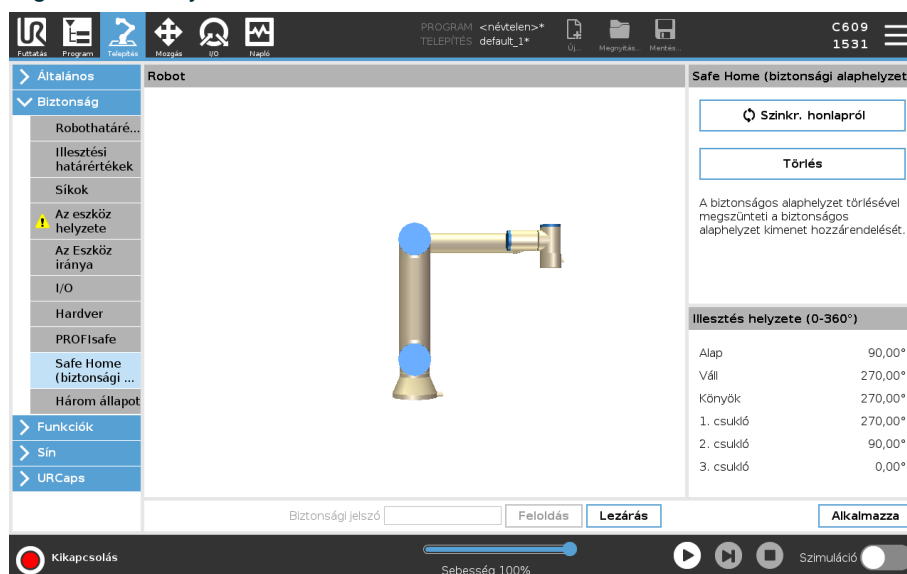 PROGRAM <névtelen>*
TELEPÍTÉS default_1*
C609
1531
Futtatás Program Telepítés Mozgás I/O Napló Új... Megnyitás... Mentés...
Általános
Biztonság
Robothatáré...
Illesztési
határértékek
Síkok
Az eszköz
helyzete
Az Eszköz
iránya
I/O
Hardver
PROFIsafe
Safe Home
(biztonsági ...
Három állapot
Funkciók
Sín
URCaps
Robot
Safe Home (biztonsági alaphelyzet
Szinkr. honlapról
Törlés
A biztonságos alaphelyzet törlésével
megszünteti a biztonságos
alaphelyzet kimenet hozzárendelését.
Illesztés helyzete (0-360°)
Alap 90,00°
Váll 270,00°
Könyök 270,00°
1. csukló 270,00°
2. csukló 90,00°
3. csukló 0,00°
Biztonsági jelszó Feloldás Lezárás Alkalmazza
Kikapcsolás
Sebesség 100%
Szimuláció